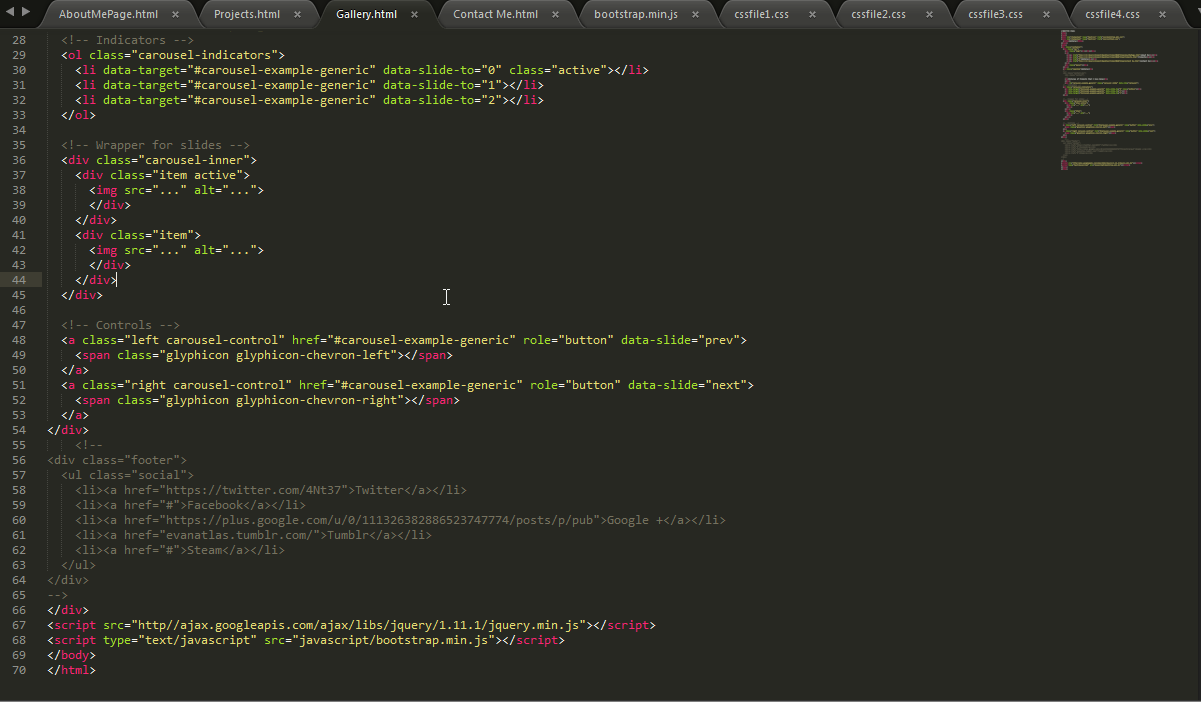 AboutMePage.html × Projects.html × Gallery.html × Contact Me.html × bootstrap.min.js × cssfile1.css × cssfile2.css × cssfile3.css × cssfile4.css ×
28 <!-- Indicators -->
29 <ol class="carousel-indicators">
30 <li data-target="#carousel-example-generic" data-slide-to="0" class="active"></li>
31 <li data-target="#carousel-example-generic" data-slide-to="1"></li>
32 <li data-target="#carousel-example-generic" data-slide-to="2"></li>
33 </ol>
34
35 <!-- Wrapper for slides -->
36 <div class="carousel-inner">
37 <div class="item active">
38 <img src="..." alt="...">
39 </div>
40 </div>
41 <div class="item">
42 <img src="..." alt="...">
43 </div>
44 </div>
45 </div>
46
47 <!-- Controls -->
48 <a class="left carousel-control" href="#carousel-example-generic" role="button" data-slide="prev">
49 <span class="glyphicon glyphicon-chevron-left"></span>
50 </a>
51 <a class="right carousel-control" href="#carousel-example-generic" role="button" data-slide="next">
52 <span class="glyphicon glyphicon-chevron-right"></span>
53 </a>
54 </div>
55 <!--
56 <div class="footer">
57 <ul class="social">
58 <li><a href="https://twitter.com/4Nt37">Twitter</a></li>
59 <li><a href="#">Facebook</a></li>
60 <li><a href="https://plus.google.com/u/0/111326382886523747774/posts/p/pub">Google +</a></li>
61 <li><a href="evanatlas.tumblr.com/">Tumblr</a></li>
62 <li><a href="#">Steam</a></li>
63 </ul>
64 </div>
65 -->
66 </div>
67 <script src="http//ajax.googleapis.com/ajax/libs/jquery/1.11.1/jquery.min.js"></script>
68 <script type="text/javascript" src="javascript/bootstrap.min.js"></script>
69 </body>
70 </html>